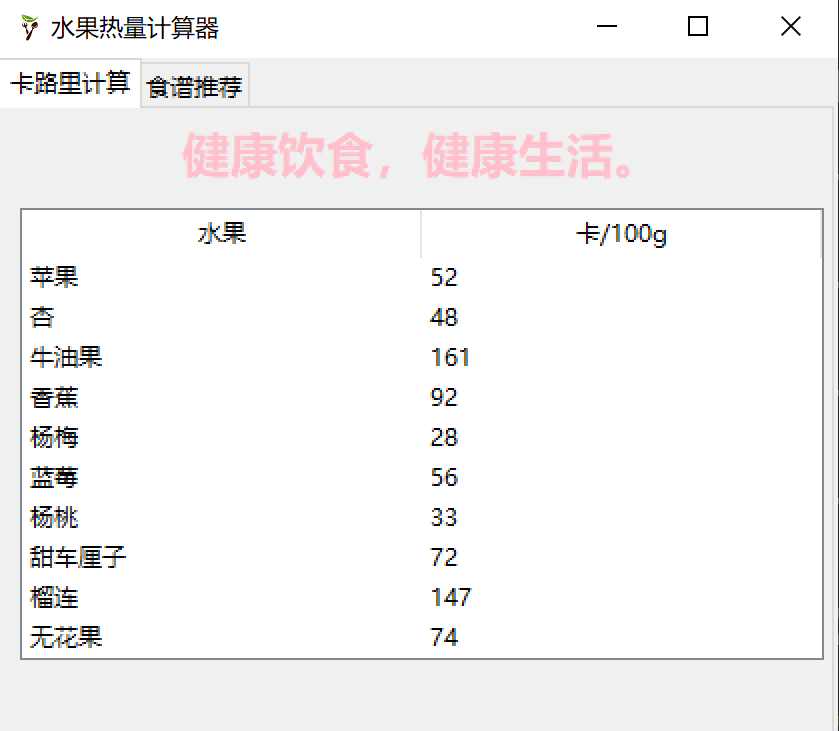 水果热量计算器
卡路里计算 食谱推荐
健康饮食，健康生活。
水果 卡/100g
苹果 52
杏 48
牛油果 161
香蕉 92
杨梅 28
蓝莓 56
杨桃 33
甜车厘子 72
榴连 147
无花果 74